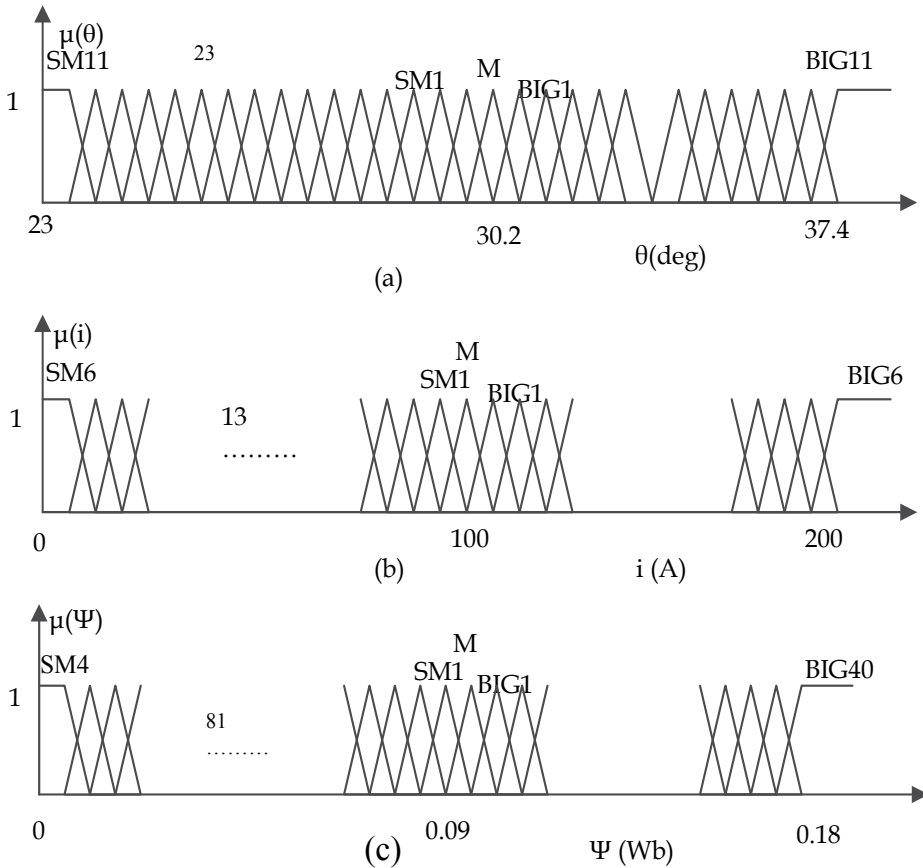 μ(θ)
SM11 23 SM1 M BIG1 BIG11
1
23 30.2 37.4
θ(deg)
(a)
μ(i)
SM6 M BIG6
SM1 BIG1
1 13
.........
0 100 200
(b) i (A)
μ(Ψ)
SM4 M BIG40
SM1 BIG1
1 81
.........
0 0.09 0.18
(c) Ψ (Wb)